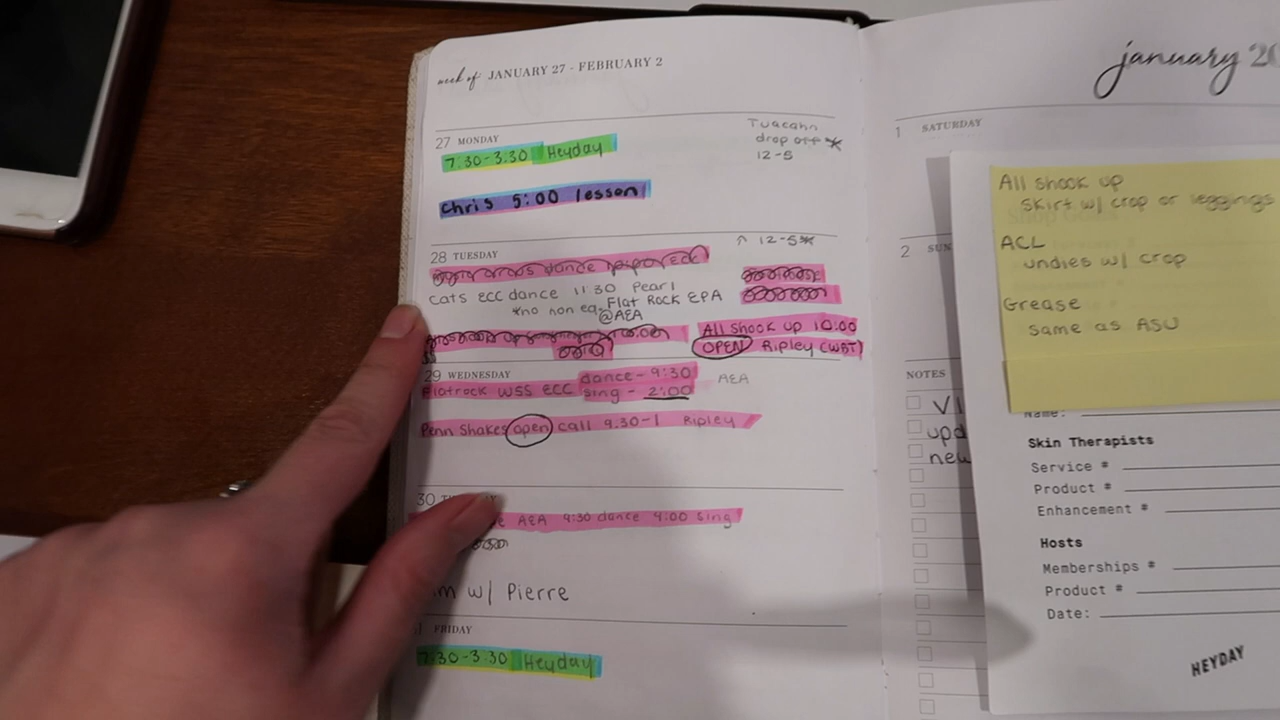 week of JANUARY 27 - FEBRUARY 2
27 MONDAY
7:30-3:30 Heyday
Tuacahn
drop off *
12-5
Chris 5:00 lesson
28 TUESDAY
↑ 12-5*
dance
Cats ECC dance 11:30 Pearl
*no non eq. Flat Rock EPA
@AEA
All Shook up 10:00
OPEN Ripley (WBT)
29 WEDNESDAY
dance - 9:30
AEA
Flatrock WSS ECC sing - 2:00
Penn Shakes open call 9:30-1 Ripley
30
AEA 9:30 dance 4:00 sing
w/ Pierre
FRIDAY
7:30-3:30 Heyday
january 20
1 SATURDAY
2 SUN
NOTES
upd
new
All shook up
skirt w/ crop or leggings
ACL
undies w/ crop
Grease
same as ASU
Name:
Skin Therapists
Service #
Product #
Enhancement #
Hosts
Memberships #
Product #
Date:
HEYDAY